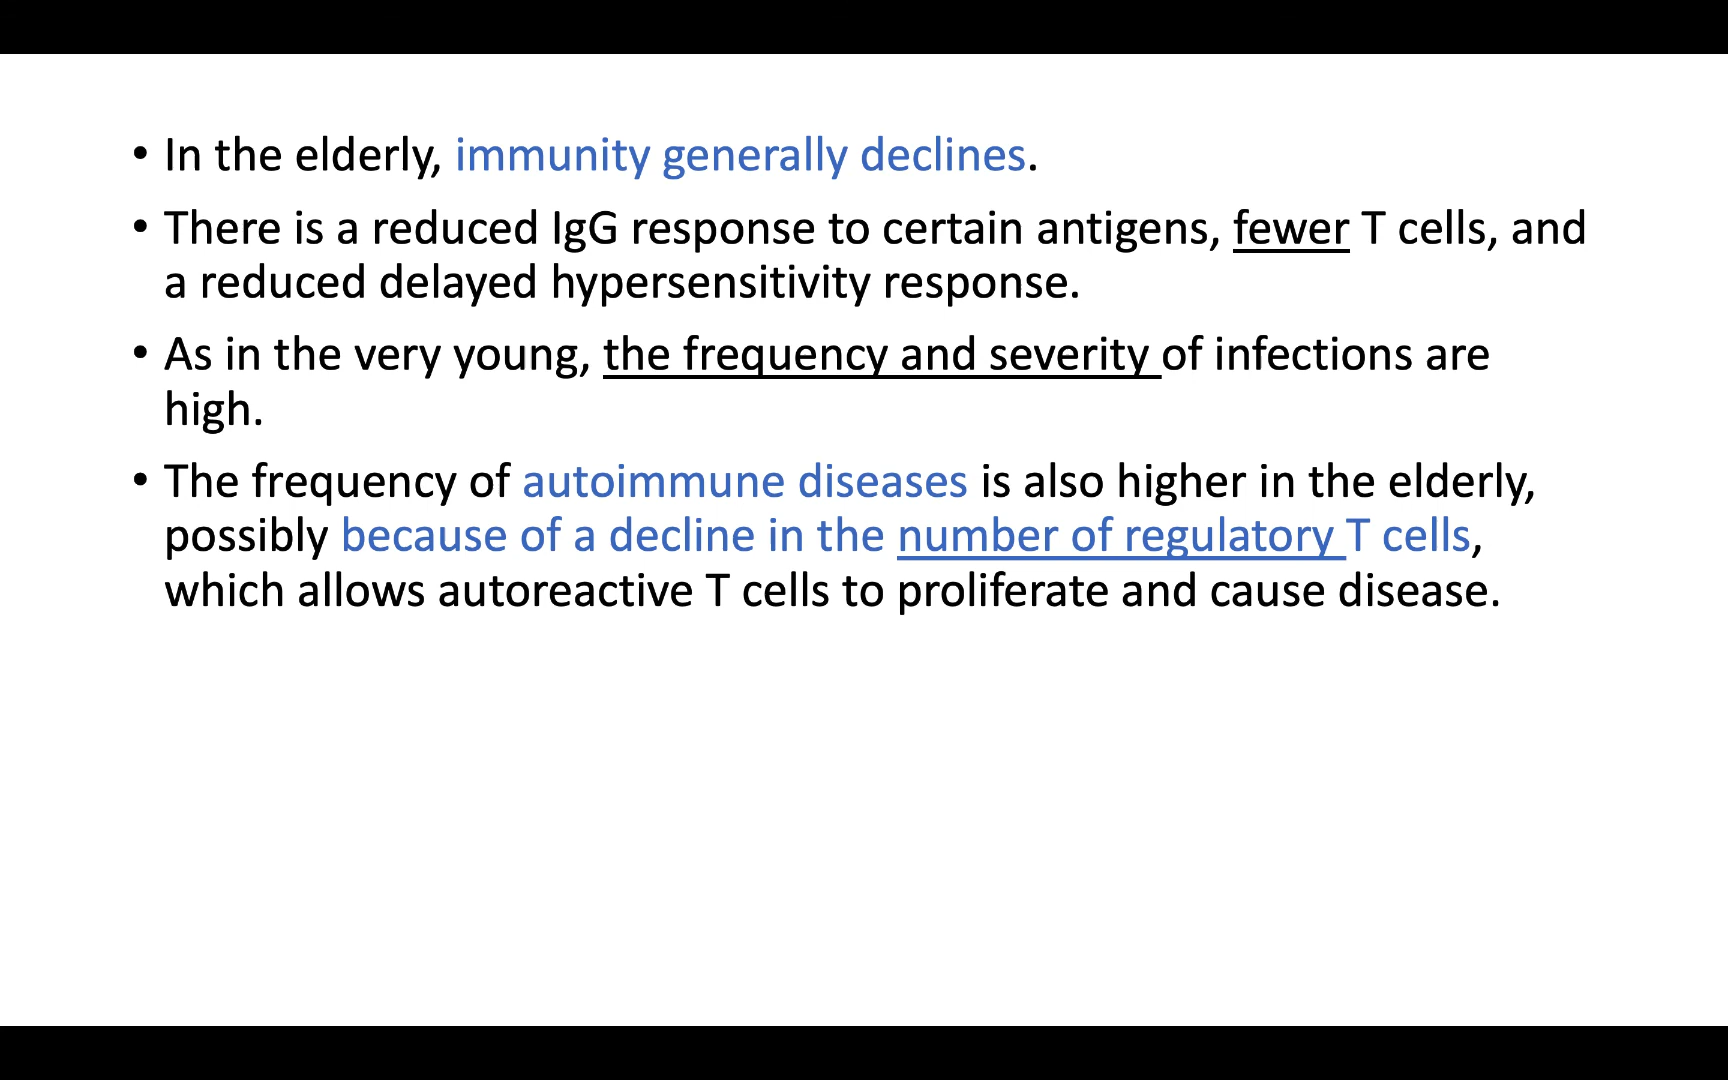 • In the elderly, immunity generally declines.
• There is a reduced IgG response to certain antigens, fewer T cells, and
a reduced delayed hypersensitivity response.
• As in the very young, the frequency and severity of infections are
high.
• The frequency of autoimmune diseases is also higher in the elderly,
possibly because of a decline in the number of regulatory T cells,
which allows autoreactive T cells to proliferate and cause disease.